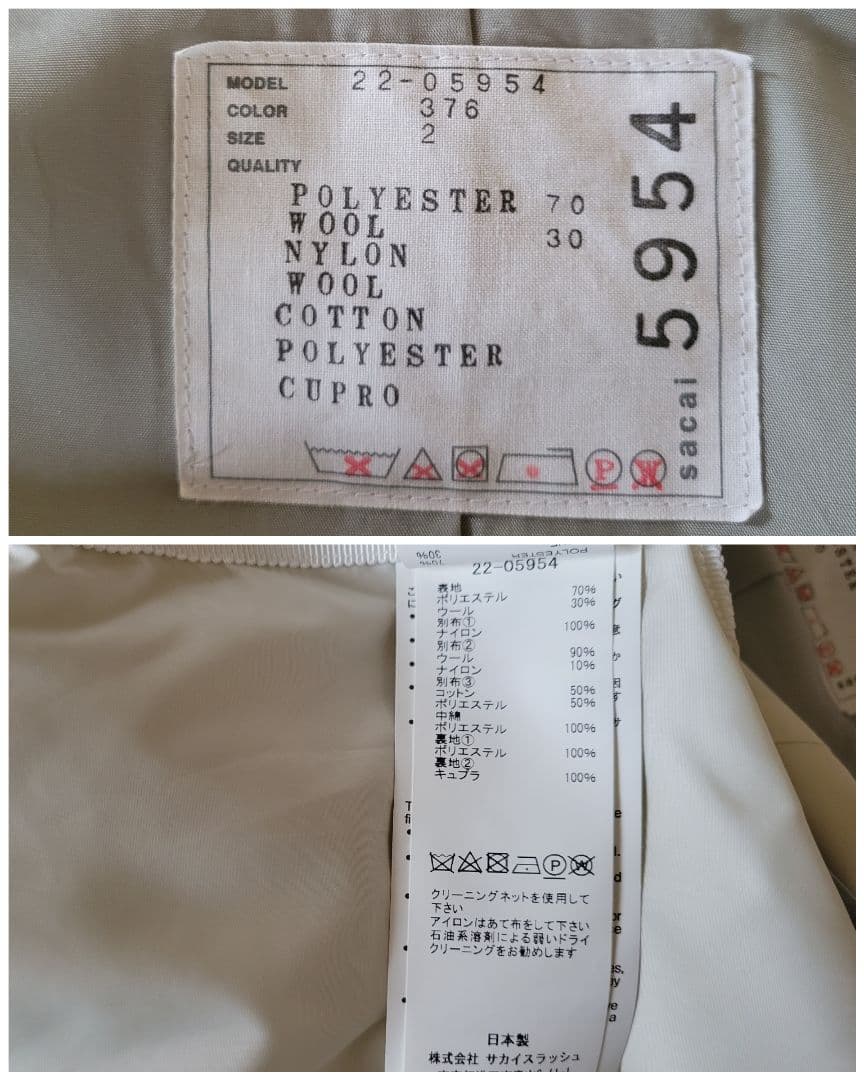 MODEL 22-05954
COLOR 376
SIZE 2
QUALITY
POLYESTER 70
WOOL 30
NYLON
WOOL
COTTON
POLYESTER
CUPRO
P
W
sacai 5954
30%
70% POLYESTER
22-05954
表地
ポリエステル 70%
ウール 30%
別布①
ナイロン 100%
別布②
ウール 90%
ナイロン 10%
別布③
コットン 50%
ポリエステル 50%
中綿
ポリエステル 100%
裏地①
ポリエステル 100%
裏地②
キュプラ 100%
P W
クリーニングネットを使用して
下さい
アイロンはあて布をして下さい
石油系溶剤による弱いドライ
クリーニングをお勧めします
日本製
株式会社 サカイスラッシュ